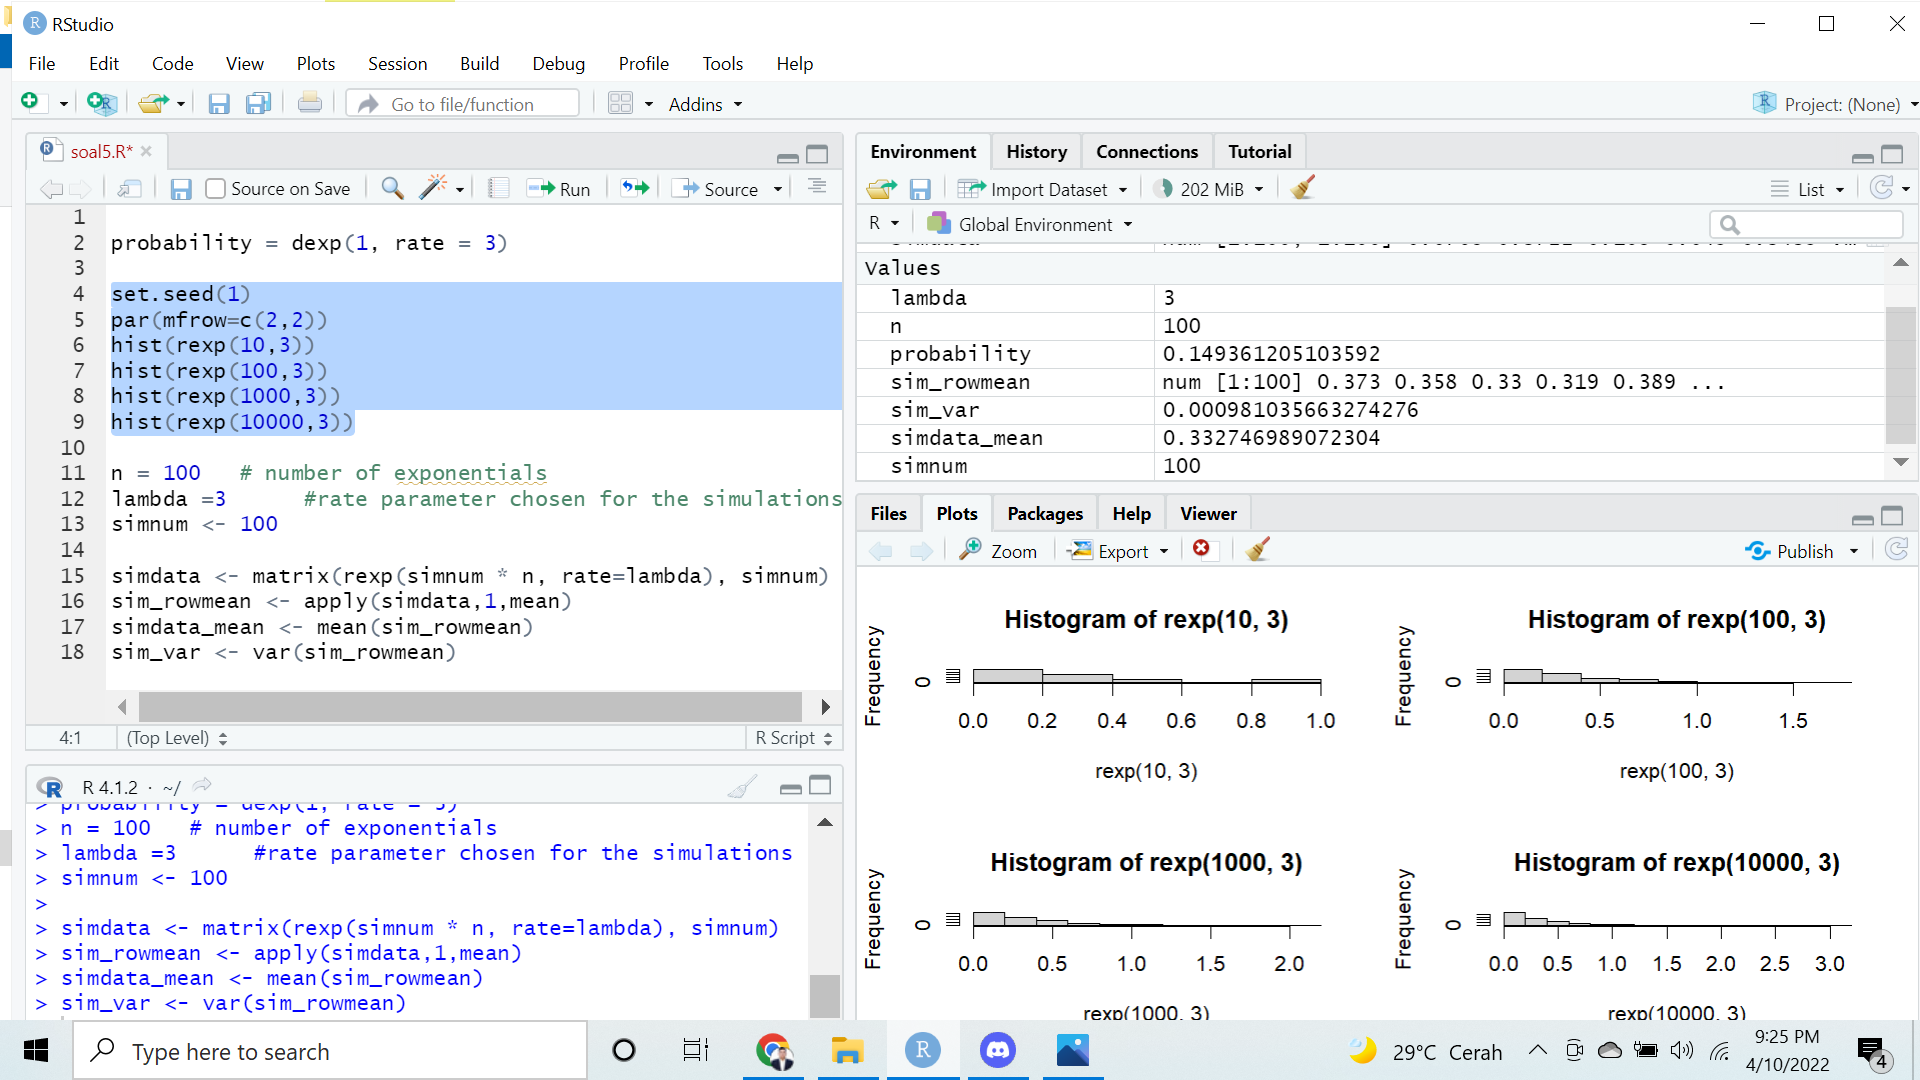 RStudio
File Edit Code View Plots Session Build Debug Profile Tools Help
Go to file/function Addins Project: (None)
soal5.R*
Source on Save Run Source
1
2 probability = dexp(1, rate = 3)
3
4 set.seed(1)
5 par(mfrow=c(2,2))
6 hist(rexp(10,3))
7 hist(rexp(100,3))
8 hist(rexp(1000,3))
9 hist(rexp(10000,3))
10
11 n = 100   # number of exponentials
12 lambda =3      #rate parameter chosen for the simulations
13 simnum <- 100
14
15 simdata <- matrix(rexp(simnum * n, rate=lambda), simnum)
16 sim_rowmean <- apply(simdata,1,mean)
17 simdata_mean <- mean(sim_rowmean)
18 sim_var <- var(sim_rowmean)
4:1 (Top Level) R Script
R 4.1.2 · ~/
> probability = dexp(1, rate = 3)
> n = 100   # number of exponentials
> lambda =3      #rate parameter chosen for the simulations
> simnum <- 100
>
> simdata <- matrix(rexp(simnum * n, rate=lambda), simnum)
> sim_rowmean <- apply(simdata,1,mean)
> simdata_mean <- mean(sim_rowmean)
> sim_var <- var(sim_rowmean)
Environment History Connections Tutorial
Import Dataset 202 MiB List
R Global Environment
Values
lambda 3
n 100
probability 0.149361205103592
sim_rowmean num [1:100] 0.373 0.358 0.33 0.319 0.389 ...
sim_var 0.000981035663274276
simdata_mean 0.332746989072304
simnum 100
Files Plots Packages Help Viewer
Zoom Export Publish
Histogram of rexp(10, 3)
Frequency
0
0.0 0.2 0.4 0.6 0.8 1.0
rexp(10, 3)
Histogram of rexp(100, 3)
Frequency
0
0.0 0.5 1.0 1.5
rexp(100, 3)
Histogram of rexp(1000, 3)
Frequency
0
0.0 0.5 1.0 1.5 2.0
rexp(1000, 3)
Histogram of rexp(10000, 3)
Frequency
0
0.0 0.5 1.0 1.5 2.0 2.5 3.0
rexp(10000, 3)
Type here to search
29°C Cerah
9:25 PM
4/10/2022
4